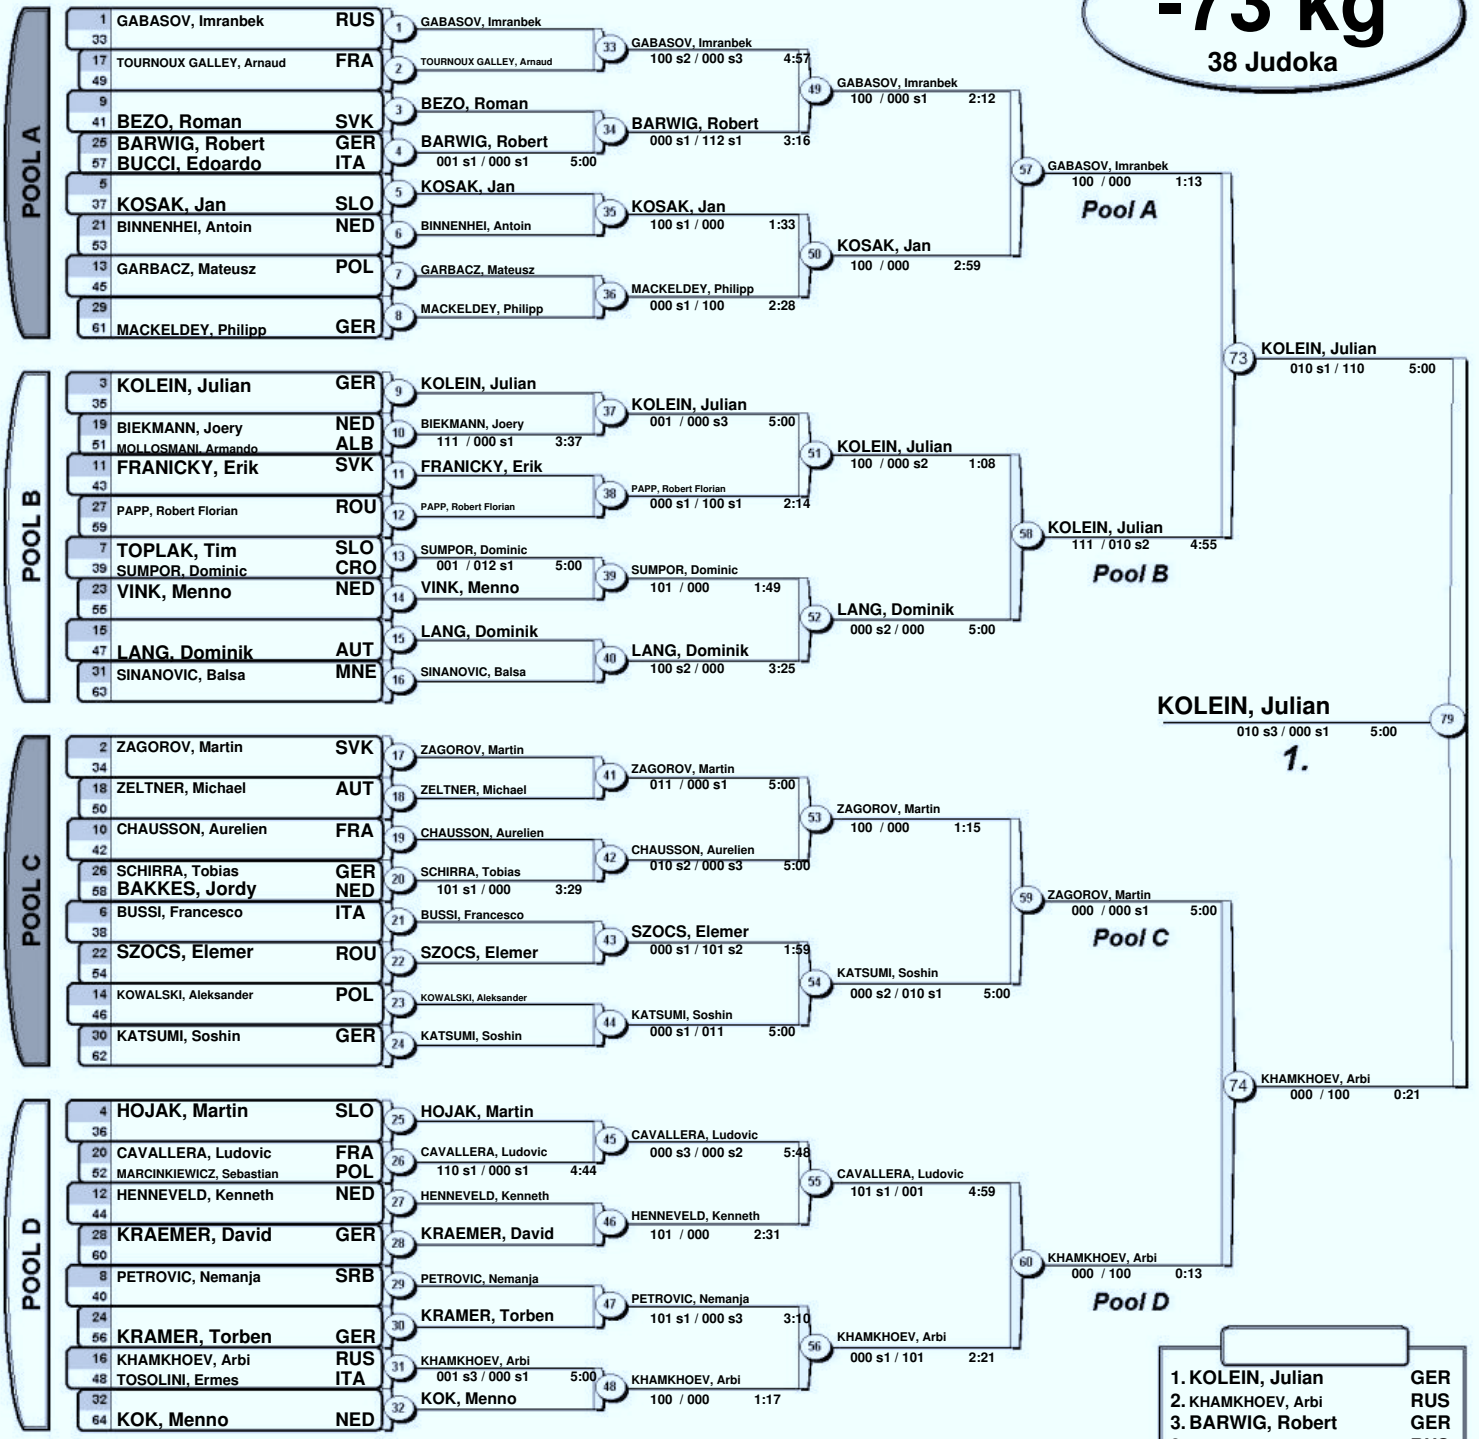 -73 kg
38 Judoka
POOL A
1 GABASOV, Imranbek RUS
33
17 TOURNOUX GALLEY, Arnaud FRA
49
9
41 BEZO, Roman SVK
25 BARWIG, Robert GER
57 BUCCI, Edoardo ITA
5
37 KOSAK, Jan SLO
21 BINNENHEI, Antoin NED
53
13 GARBACZ, Mateusz POL
45
29
61 MACKELDEY, Philipp GER
1 GABASOV, Imranbek
2 TOURNOUX GALLEY, Arnaud
3 BEZO, Roman
4 BARWIG, Robert
001 s1 / 000 s1 5:00
5 KOSAK, Jan
6 BINNENHEI, Antoin
7 GARBACZ, Mateusz
8 MACKELDEY, Philipp
33 GABASOV, Imranbek
100 s2 / 000 s3 4:57
34 BARWIG, Robert
000 s1 / 112 s1 3:16
35 KOSAK, Jan
100 s1 / 000 1:33
36 MACKELDEY, Philipp
000 s1 / 100 2:28
49 GABASOV, Imranbek
100 / 000 s1 2:12
50 KOSAK, Jan
100 / 000 2:59
57 GABASOV, Imranbek
100 / 000 1:13
Pool A
POOL B
3 KOLEIN, Julian GER
35
19 BIEKMANN, Joery NED
51 MOLLOSMANI, Armando ALB
11 FRANICKY, Erik SVK
43
27 PAPP, Robert Florian ROU
59
7 TOPLAK, Tim SLO
39 SUMPOR, Dominic CRO
23 VINK, Menno NED
55
15
47 LANG, Dominik AUT
31 SINANOVIC, Balsa MNE
63
9 KOLEIN, Julian
10 BIEKMANN, Joery
111 / 000 s1 3:37
11 FRANICKY, Erik
12 PAPP, Robert Florian
13 SUMPOR, Dominic
001 / 012 s1 5:00
14 VINK, Menno
15 LANG, Dominik
16 SINANOVIC, Balsa
37 KOLEIN, Julian
001 / 000 s3 5:00
38 PAPP, Robert Florian
000 s1 / 100 s1 2:14
39 SUMPOR, Dominic
101 / 000 1:49
40 LANG, Dominik
100 s2 / 000 3:25
51 KOLEIN, Julian
100 / 000 s2 1:08
52 LANG, Dominik
000 s2 / 000 5:00
58 KOLEIN, Julian
111 / 010 s2 4:55
Pool B
73 KOLEIN, Julian
010 s1 / 110 5:00
KOLEIN, Julian 79
010 s3 / 000 s1 5:00
1.
POOL C
2 ZAGOROV, Martin SVK
34
18 ZELTNER, Michael AUT
50
10 CHAUSSON, Aurelien FRA
42
26 SCHIRRA, Tobias GER
58 BAKKES, Jordy NED
6 BUSSI, Francesco ITA
38
22 SZOCS, Elemer ROU
54
14 KOWALSKI, Aleksander POL
46
30 KATSUMI, Soshin GER
62
17 ZAGOROV, Martin
18 ZELTNER, Michael
19 CHAUSSON, Aurelien
20 SCHIRRA, Tobias
101 s1 / 000 3:29
21 BUSSI, Francesco
22 SZOCS, Elemer
23 KOWALSKI, Aleksander
24 KATSUMI, Soshin
41 ZAGOROV, Martin
011 / 000 s1 5:00
42 CHAUSSON, Aurelien
010 s2 / 000 s3 5:00
43 SZOCS, Elemer
000 s1 / 101 s2 1:59
44 KATSUMI, Soshin
000 s1 / 011 5:00
53 ZAGOROV, Martin
100 / 000 1:15
54 KATSUMI, Soshin
000 s2 / 010 s1 5:00
59 ZAGOROV, Martin
000 / 000 s1 5:00
Pool C
POOL D
4 HOJAK, Martin SLO
36
20 CAVALLERA, Ludovic FRA
52 MARCINKIEWICZ, Sebastian POL
12 HENNEVELD, Kenneth NED
44
28 KRAEMER, David GER
60
8 PETROVIC, Nemanja SRB
40
24
56 KRAMER, Torben GER
16 KHAMKHOEV, Arbi RUS
48 TOSOLINI, Ermes ITA
32
64 KOK, Menno NED
25 HOJAK, Martin
26 CAVALLERA, Ludovic
110 s1 / 000 s1 4:44
27 HENNEVELD, Kenneth
28 KRAEMER, David
29 PETROVIC, Nemanja
30 KRAMER, Torben
31 KHAMKHOEV, Arbi
001 s3 / 000 s1 5:00
32 KOK, Menno
45 CAVALLERA, Ludovic
000 s3 / 000 s2 5:48
46 HENNEVELD, Kenneth
101 / 000 2:31
47 PETROVIC, Nemanja
101 s1 / 000 s3 3:10
48 KHAMKHOEV, Arbi
100 / 000 1:17
55 CAVALLERA, Ludovic
101 s1 / 001 4:59
56 KHAMKHOEV, Arbi
000 s1 / 101 2:21
60 KHAMKHOEV, Arbi
000 / 100 0:13
Pool D
74 KHAMKHOEV, Arbi
000 / 100 0:21
1. KOLEIN, Julian GER
2. KHAMKHOEV, Arbi RUS
3. BARWIG, Robert GER